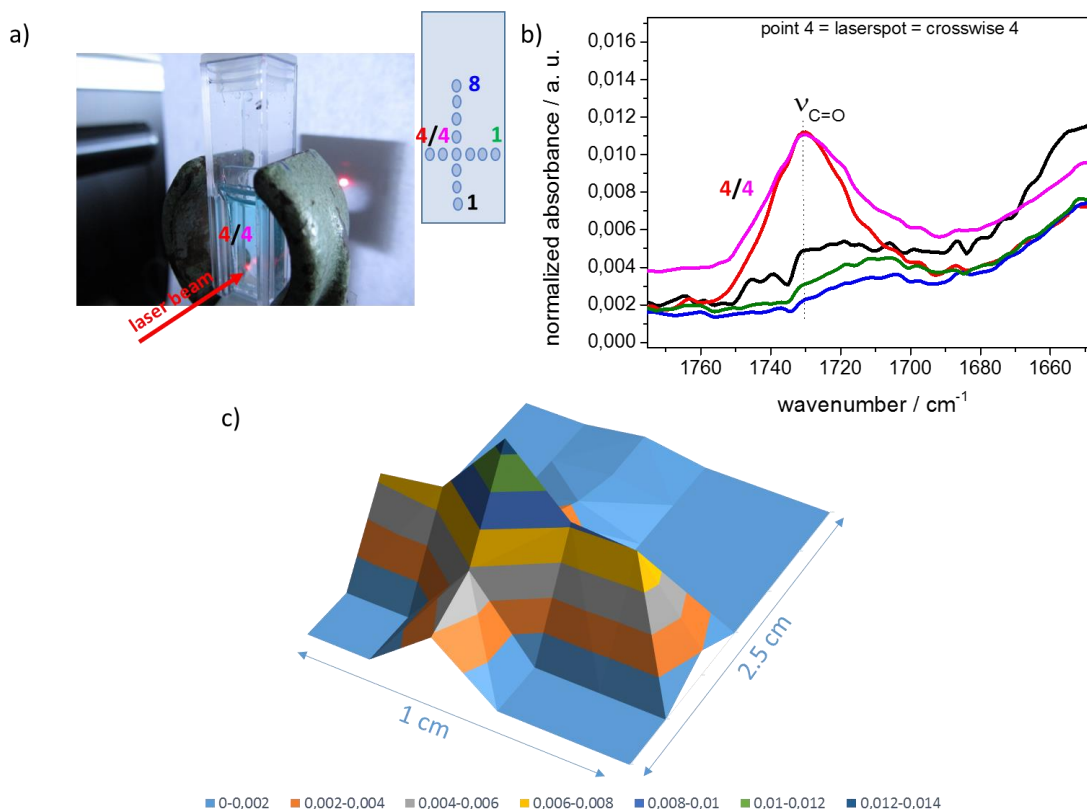 a)
8
4/4
1
1
4/4
laser beam
b)
point 4 = laserspot = crosswise 4
νC=O
4/4
normalized absorbance / a. u.
0,016
0,014
0,012
0,010
0,008
0,006
0,004
0,002
0,000
1760
1740
1720
1700
1680
1660
wavenumber / cm-1
c)
1 cm
2.5 cm
0-0,002
0,002-0,004
0,004-0,006
0,006-0,008
0,008-0,01
0,01-0,012
0,012-0,014